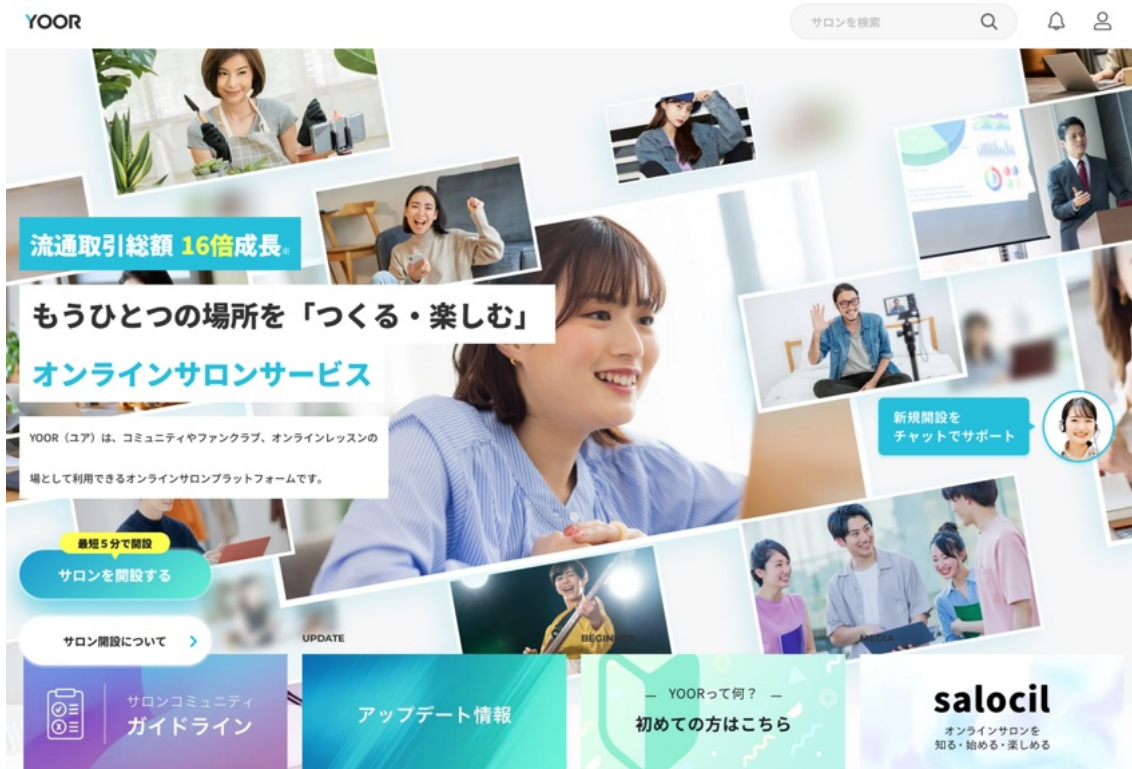 YOOR
サロンを検索
流通取引総額 16倍成長※
もうひとつの場所を「つくる・楽しむ」
オンラインサロンサービス
YOOR（ユア）は、コミュニティやファンクラブ、オンラインレッスンの
場として利用できるオンラインサロンプラットフォームです。
新規開設を
チャットでサポート
最短5分で開設
サロンを開設する
サロン開設について
UPDATE
BEGINNER
MEDIA
サロンコミュニティ
ガイドライン
アップデート情報
— YOORって何？ —
初めての方はこちら
salocil
オンラインサロンを
知る・始める・楽しめる